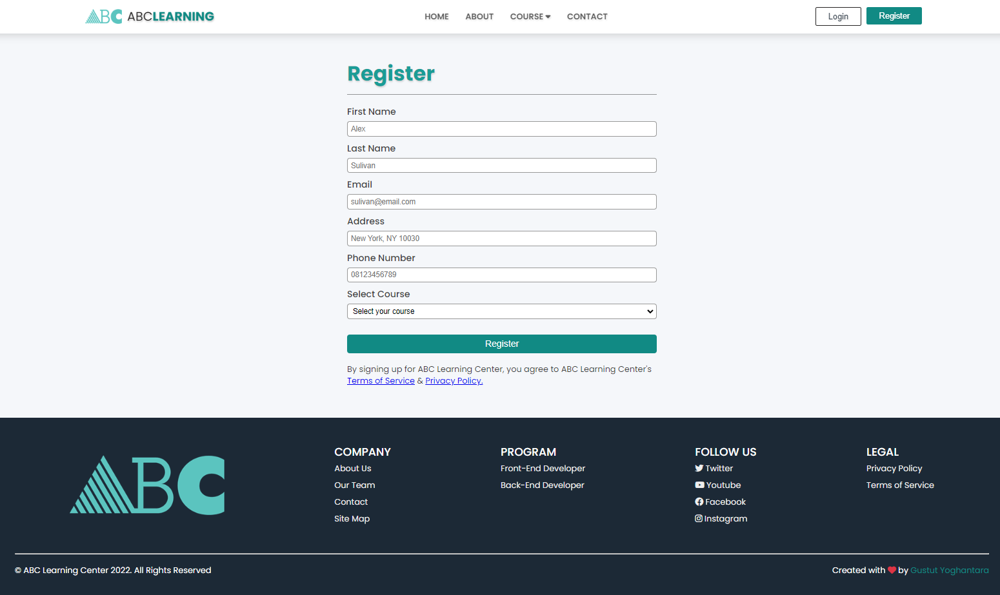 ABC ABCLEARNING
HOME ABOUT COURSE CONTACT
Login Register
Register
First Name
Alex
Last Name
Sulivan
Email
sulivan@email.com
Address
New York, NY 10030
Phone Number
08123456789
Select Course
Select your course
Register
By signing up for ABC Learning Center, you agree to ABC Learning Center's
Terms of Service & Privacy Policy.
ABC
COMPANY
About Us
Our Team
Contact
Site Map
PROGRAM
Front-End Developer
Back-End Developer
FOLLOW US
Twitter
Youtube
Facebook
Instagram
LEGAL
Privacy Policy
Terms of Service
© ABC Learning Center 2022. All Rights Reserved
Created with ❤ by Gustut Yoghantara